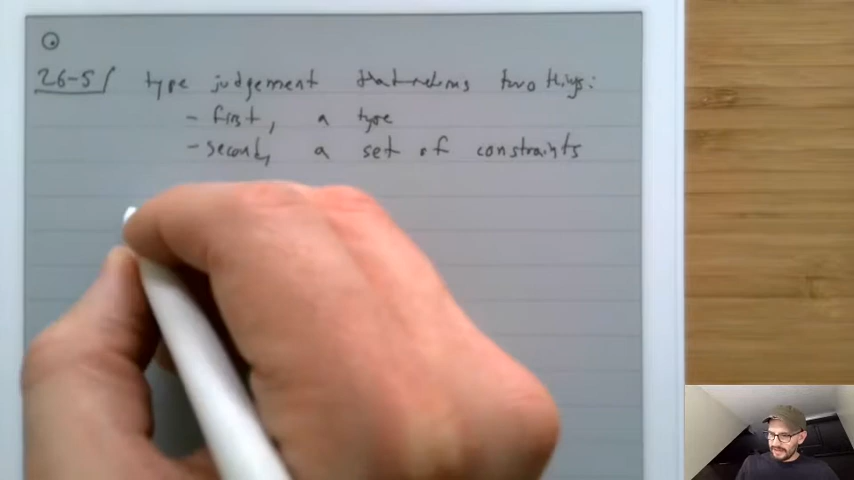 26-5/ type judgement that returns two things:
- first, a type
- second, a set of constraints